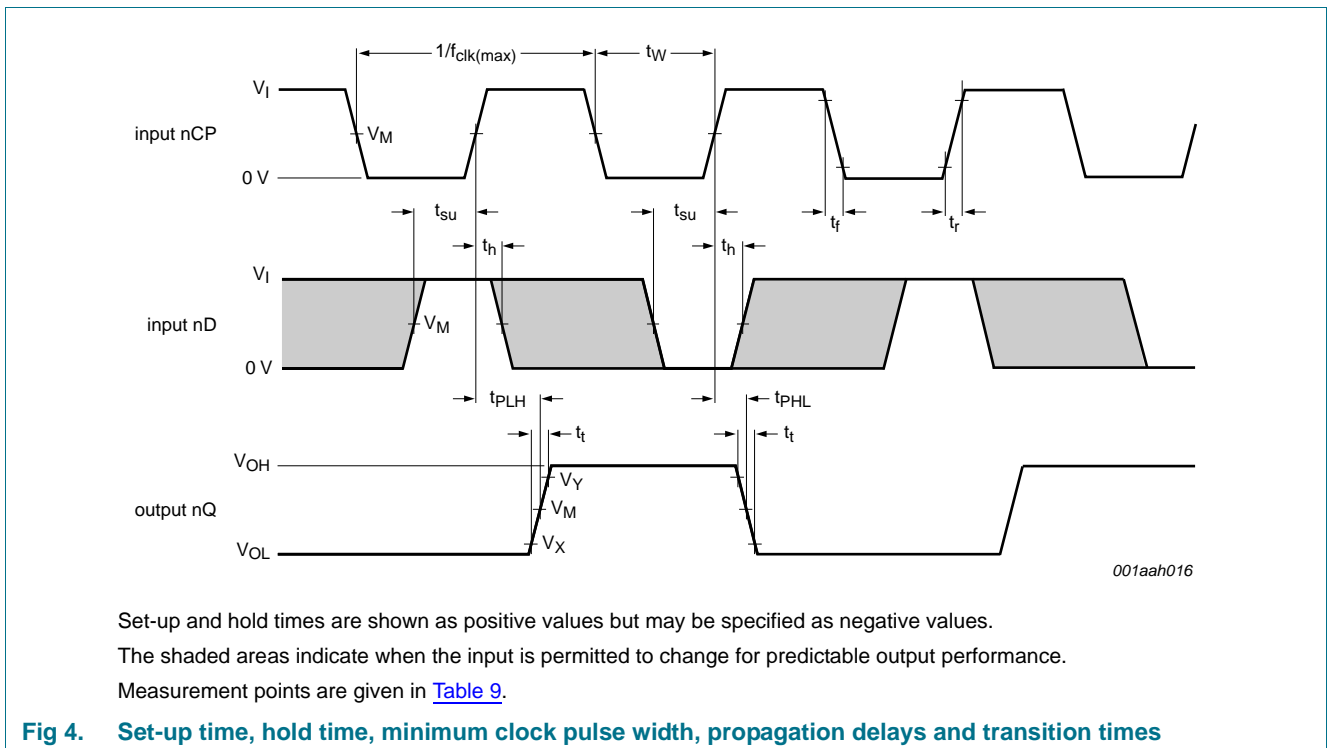 1/fclk(max)
tW
VI
input nCP
VM
0 V
tsu
tsu
tf
tr
th
th
VI
input nD
VM
0 V
tPLH
tPHL
tt
tt
VOH
VY
output nQ
VM
VOL
VX
001aah016
Set-up and hold times are shown as positive values but may be specified as negative values.
The shaded areas indicate when the input is permitted to change for predictable output performance.
Measurement points are given in Table 9.
Fig 4. Set-up time, hold time, minimum clock pulse width, propagation delays and transition times